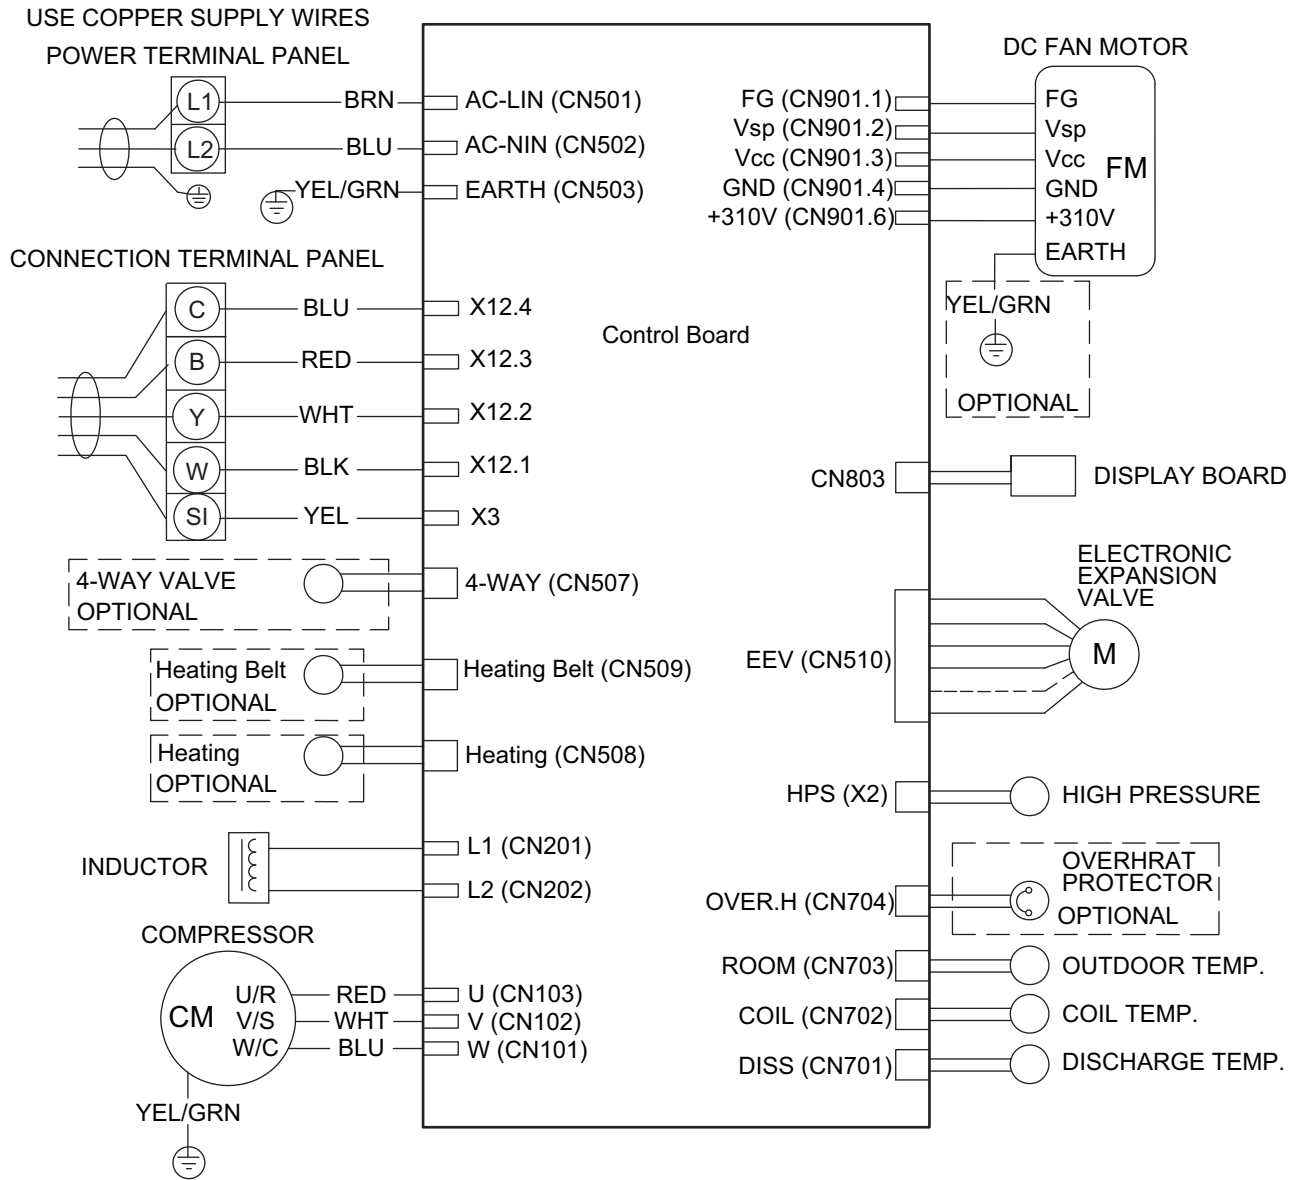 USE COPPER SUPPLY WIRES
POWER TERMINAL PANEL
L1
BRN
AC-LIN (CN501)
L2
BLU
AC-NIN (CN502)
YEL/GRN
EARTH (CN503)
CONNECTION TERMINAL PANEL
C
BLU
X12.4
B
RED
X12.3
Y
WHT
X12.2
W
BLK
X12.1
SI
YEL
X3
4-WAY VALVE
OPTIONAL
4-WAY (CN507)
Heating Belt
OPTIONAL
Heating Belt (CN509)
Heating
OPTIONAL
Heating (CN508)
INDUCTOR
L1 (CN201)
L2 (CN202)
COMPRESSOR
CM
U/R
RED
U (CN103)
V/S
WHT
V (CN102)
W/C
BLU
W (CN101)
YEL/GRN
Control Board
DC FAN MOTOR
FG (CN901.1)
FG
Vsp (CN901.2)
Vsp
Vcc (CN901.3)
Vcc
FM
GND (CN901.4)
GND
+310V (CN901.6)
+310V
EARTH
YEL/GRN
OPTIONAL
CN803
DISPLAY BOARD
ELECTRONIC
EXPANSION
VALVE
EEV (CN510)
M
HPS (X2)
HIGH PRESSURE
OVER.H (CN704)
OVERHRAT
PROTECTOR
OPTIONAL
ROOM (CN703)
OUTDOOR TEMP.
COIL (CN702)
COIL TEMP.
DISS (CN701)
DISCHARGE TEMP.